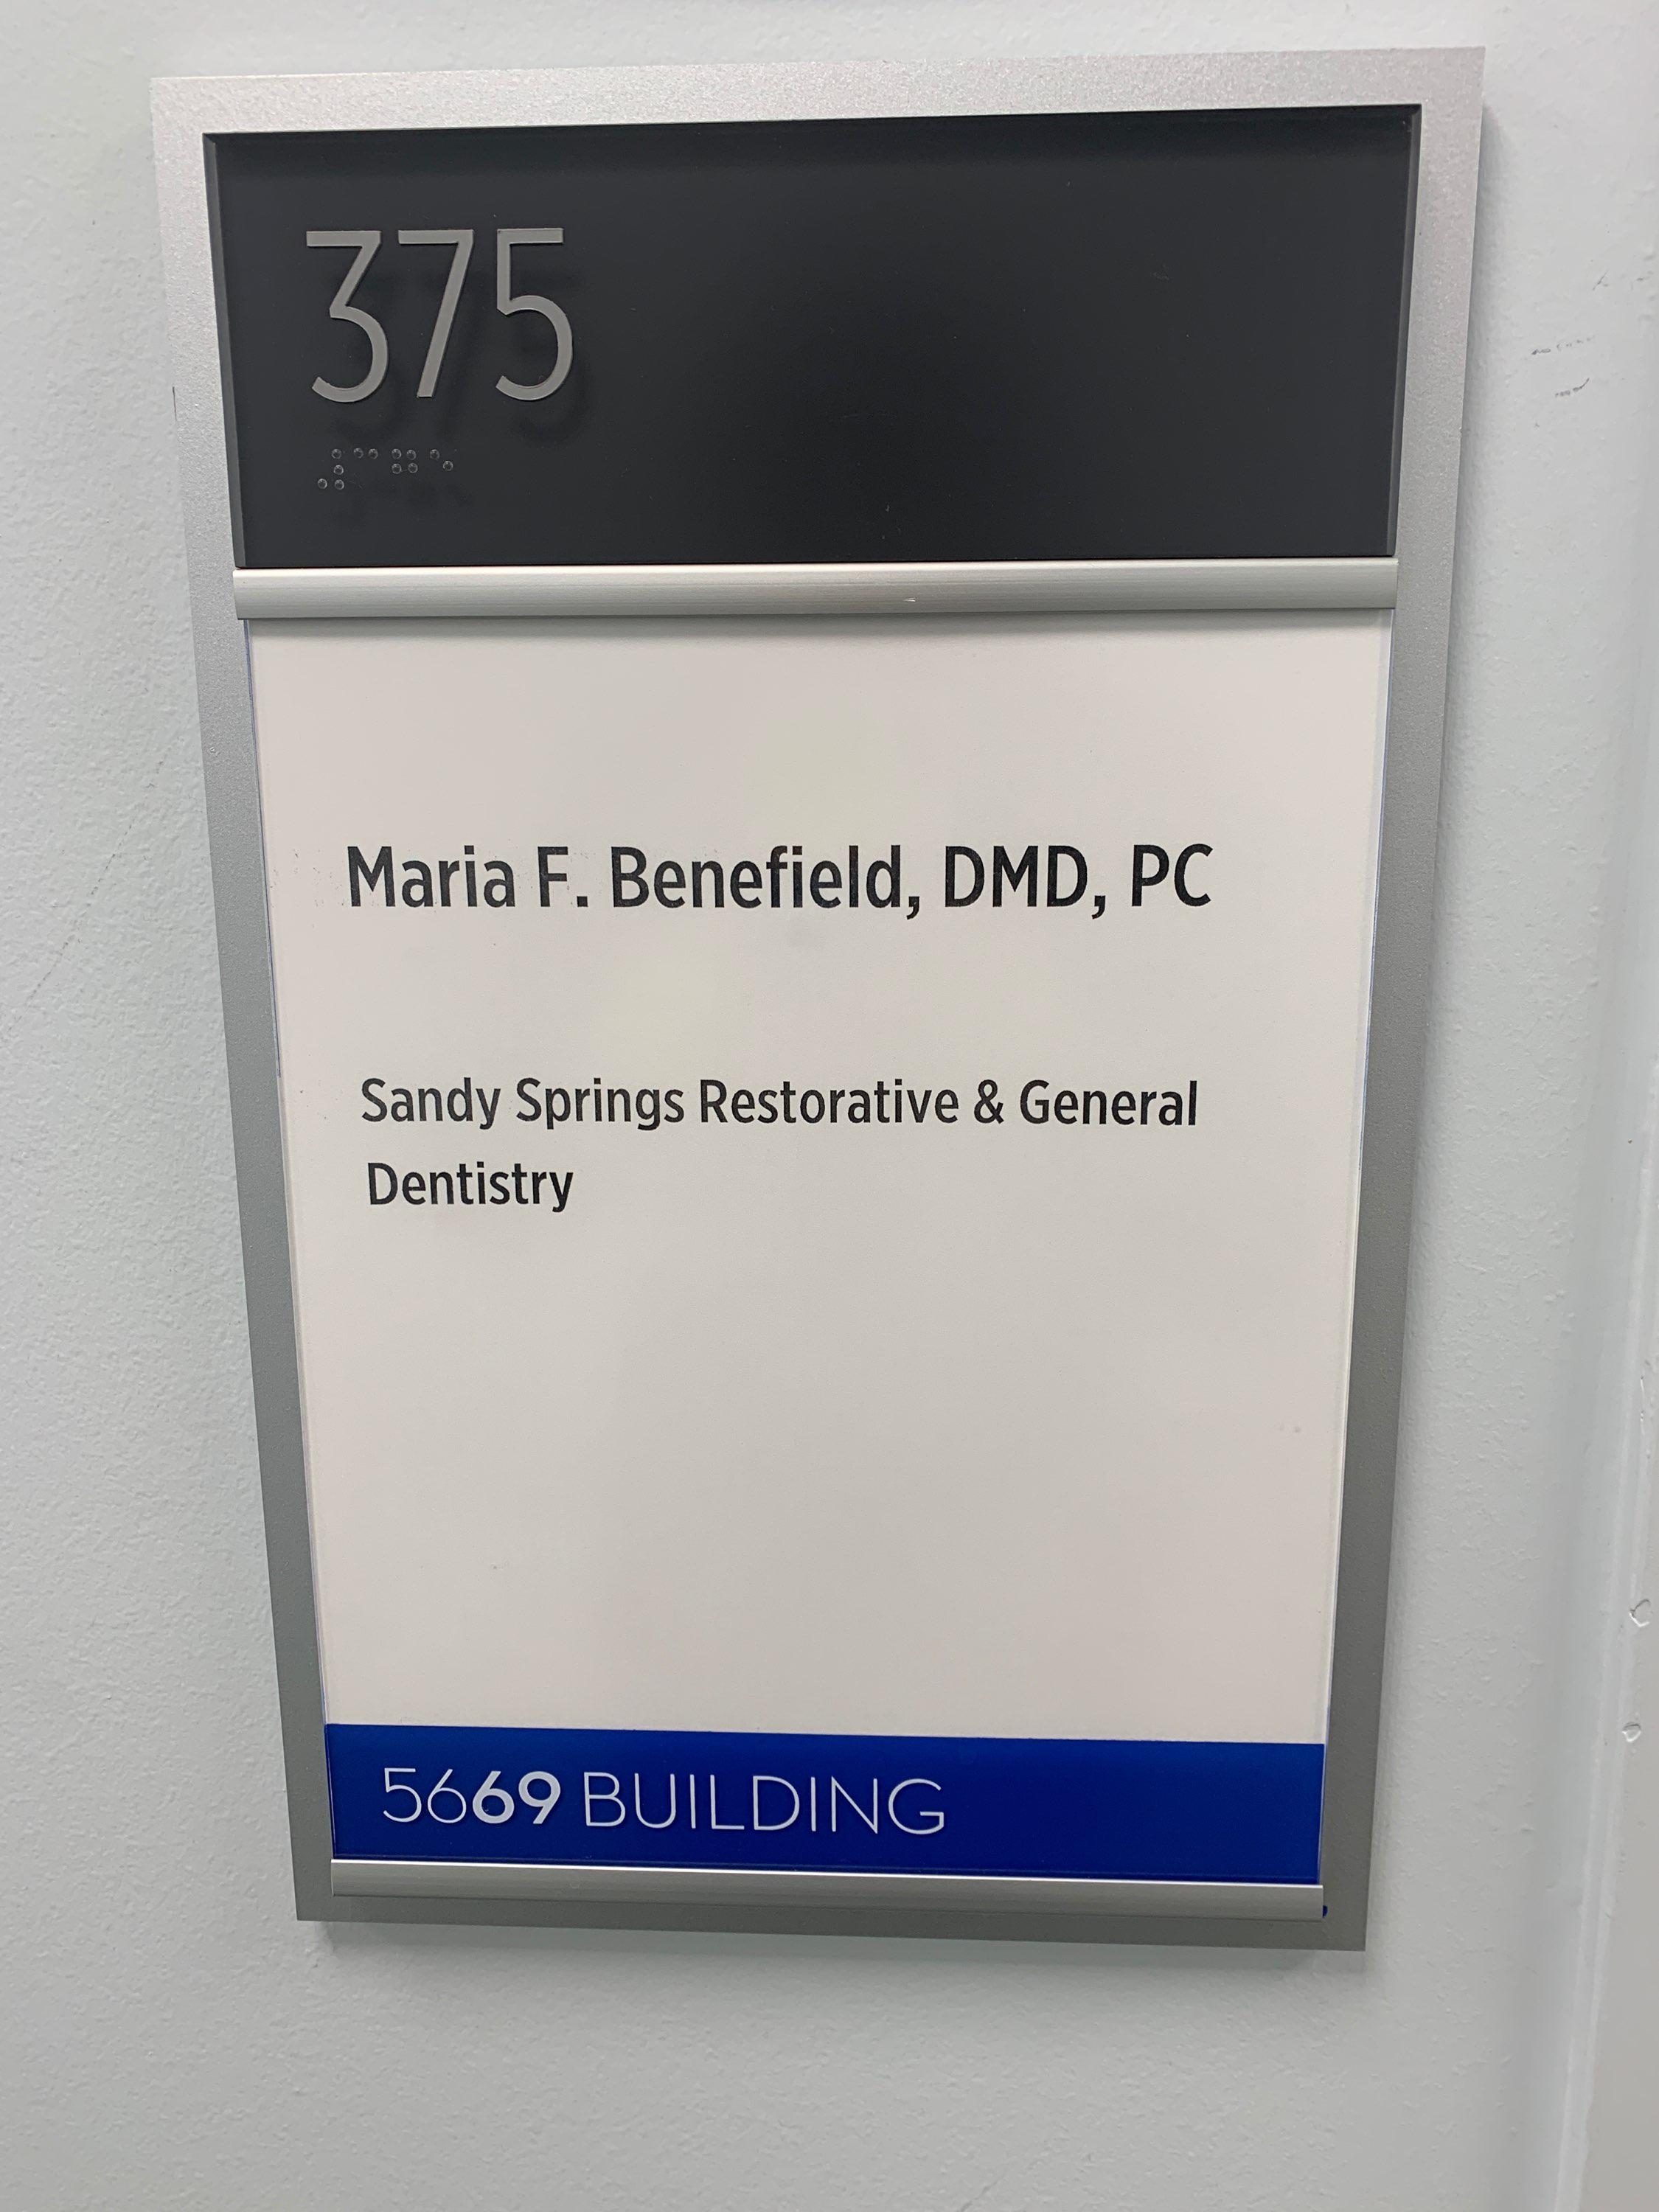 375
⠼⠉⠛⠑
Maria F. Benefield, DMD, PC
Sandy Springs Restorative & General
Dentistry
5669 BUILDING